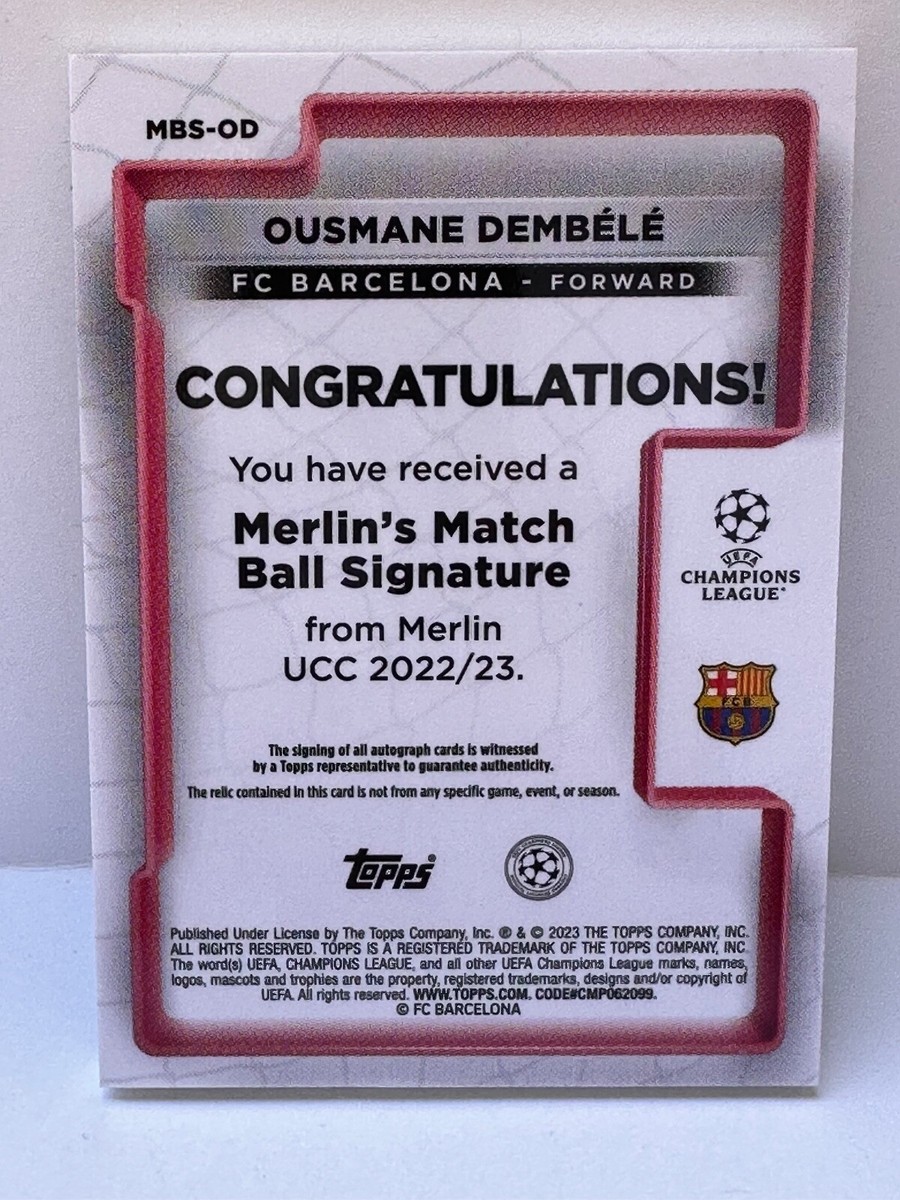 MBS-OD
OUSMANE DEMBÉLÉ
FC BARCELONA - FORWARD
CONGRATULATIONS!
You have received a
Merlin's Match
Ball Signature
from Merlin
UCC 2022/23.
UEFA
CHAMPIONS
LEAGUE
FCB
The signing of all autograph cards is witnessed
by a Topps representative to guarantee authenticity.
The relic contained in this card is not from any specific game, event, or season.
topps®
Published Under License by The Topps Company, Inc. ® & © 2023 THE TOPPS COMPANY, INC.
ALL RIGHTS RESERVED. TOPPS IS A REGISTERED TRADEMARK OF THE TOPPS COMPANY, INC
The word(s) UEFA, CHAMPIONS LEAGUE, and all other UEFA Champions League marks, names,
logos, mascots and trophies are the property, registered trademarks, designs and/or copyright of
UEFA. All rights reserved. WWW.TOPPS.COM. CODE#CMP062099.
© FC BARCELONA